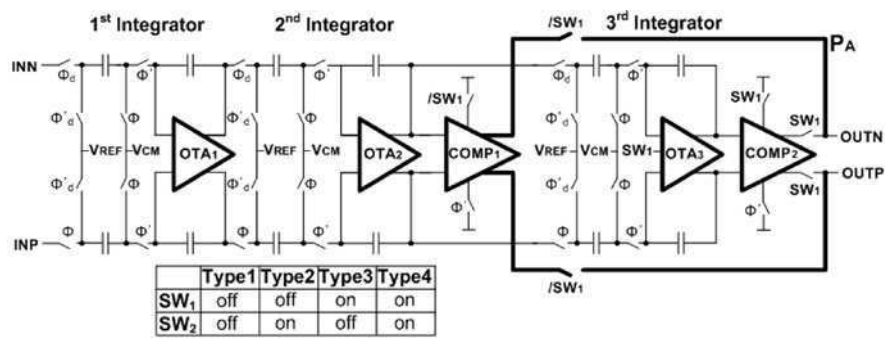 1st Integrator 2nd Integrator /SW1 3rd Integrator PA
INN Φd Φ' Φd Φ' Φd Φ' OUTN
Φ'd Φ Φ'd Φ /SW1 Φ'd Φ SW1 SW1
VREF VCM OTA1 VREF VCM OTA2 COMP1 VREF VCM SW1 OTA3 COMP2
Φ'd Φ Φ'd Φ Φ' Φ'd Φ Φ' SW1 OUTP
INP Φ Φ' Φd Φ' Φd Φ'
/SW1
Type1 Type2 Type3 Type4
SW1 off off on on
SW2 off on off on